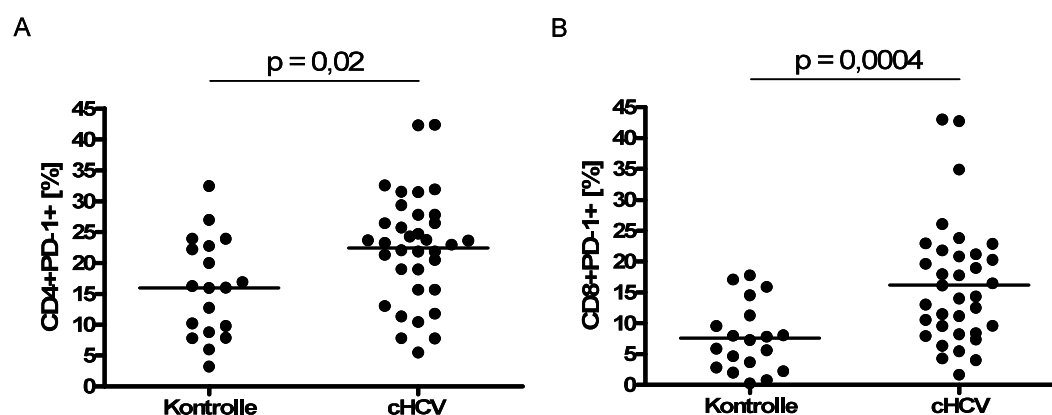 A
p = 0,02
CD4+PD-1+ [%]
45
40
35
30
25
20
15
10
5
0
Kontrolle cHCV
B
p = 0,0004
CD8+PD-1+ [%]
45
40
35
30
25
20
15
10
5
0
Kontrolle cHCV